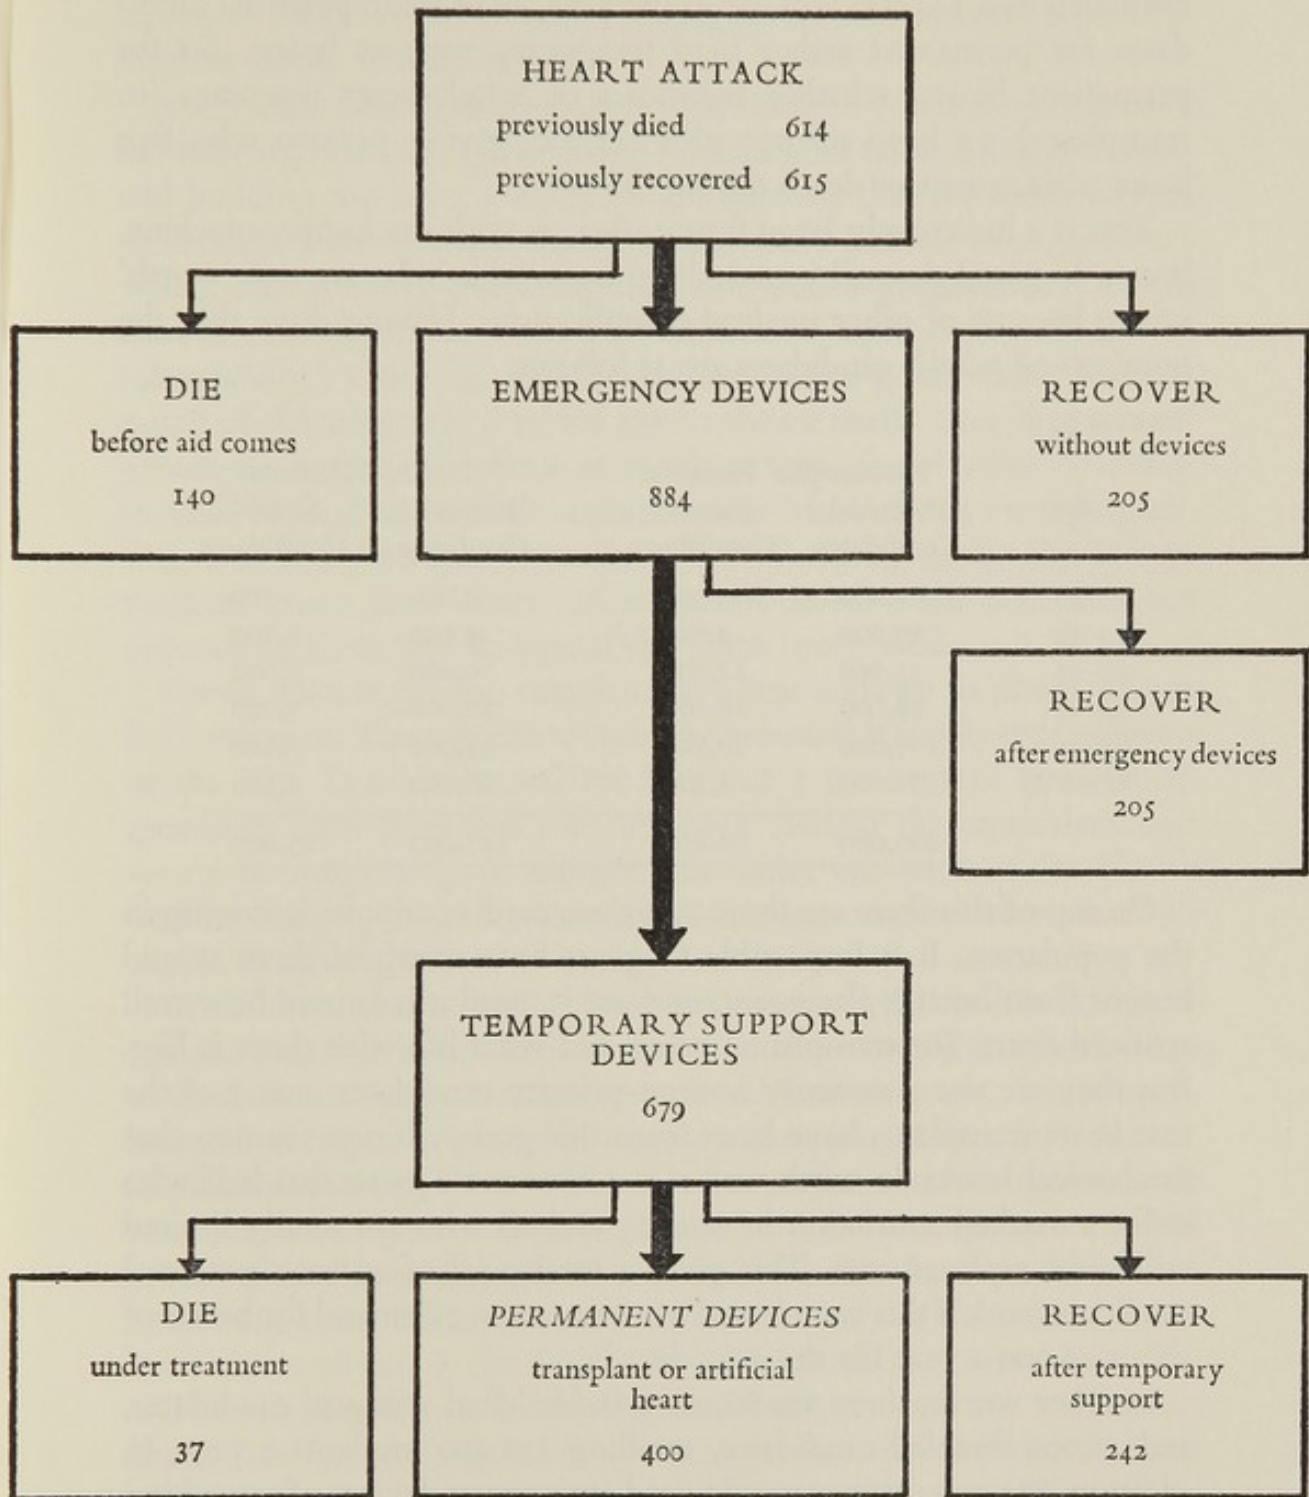 HEART ATTACK
previously died 614
previously recovered 615
DIE
before aid comes
140
EMERGENCY DEVICES
884
RECOVER
without devices
205
RECOVER
after emergency devices
205
TEMPORARY SUPPORT
DEVICES
679
DIE
under treatment
37
PERMANENT DEVICES
transplant or artificial
heart
400
RECOVER
after temporary
support
242